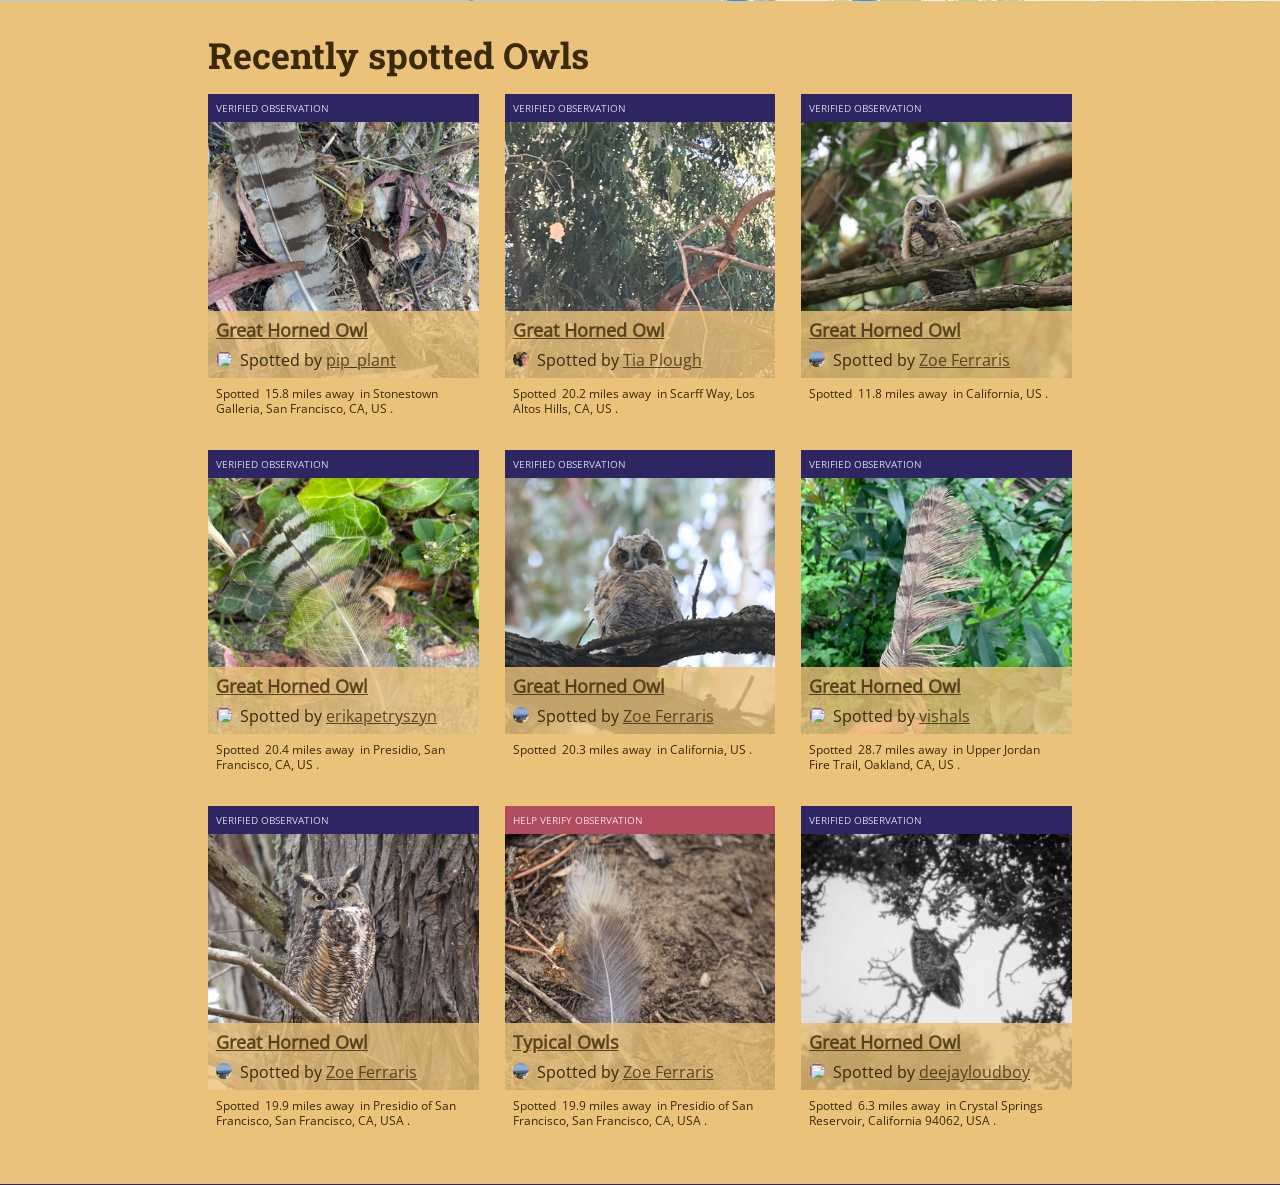 Recently spotted Owls
VERIFIED OBSERVATION
Great Horned Owl
Spotted by pip_plant
Spotted 15.8 miles away in Stonestown
Galleria, San Francisco, CA, US .
VERIFIED OBSERVATION
Great Horned Owl
Spotted by Tia Plough
Spotted 20.2 miles away in Scarff Way, Los
Altos Hills, CA, US .
VERIFIED OBSERVATION
Great Horned Owl
Spotted by Zoe Ferraris
Spotted 11.8 miles away in California, US .
VERIFIED OBSERVATION
Great Horned Owl
Spotted by erikapetryszyn
Spotted 20.4 miles away in Presidio, San
Francisco, CA, US .
VERIFIED OBSERVATION
Great Horned Owl
Spotted by Zoe Ferraris
Spotted 20.3 miles away in California, US .
VERIFIED OBSERVATION
Great Horned Owl
Spotted by vishals
Spotted 28.7 miles away in Upper Jordan
Fire Trail, Oakland, CA, US .
VERIFIED OBSERVATION
Great Horned Owl
Spotted by Zoe Ferraris
Spotted 19.9 miles away in Presidio of San
Francisco, San Francisco, CA, USA .
HELP VERIFY OBSERVATION
Typical Owls
Spotted by Zoe Ferraris
Spotted 19.9 miles away in Presidio of San
Francisco, San Francisco, CA, USA .
VERIFIED OBSERVATION
Great Horned Owl
Spotted by deejayloudboy
Spotted 6.3 miles away in Crystal Springs
Reservoir, California 94062, USA .